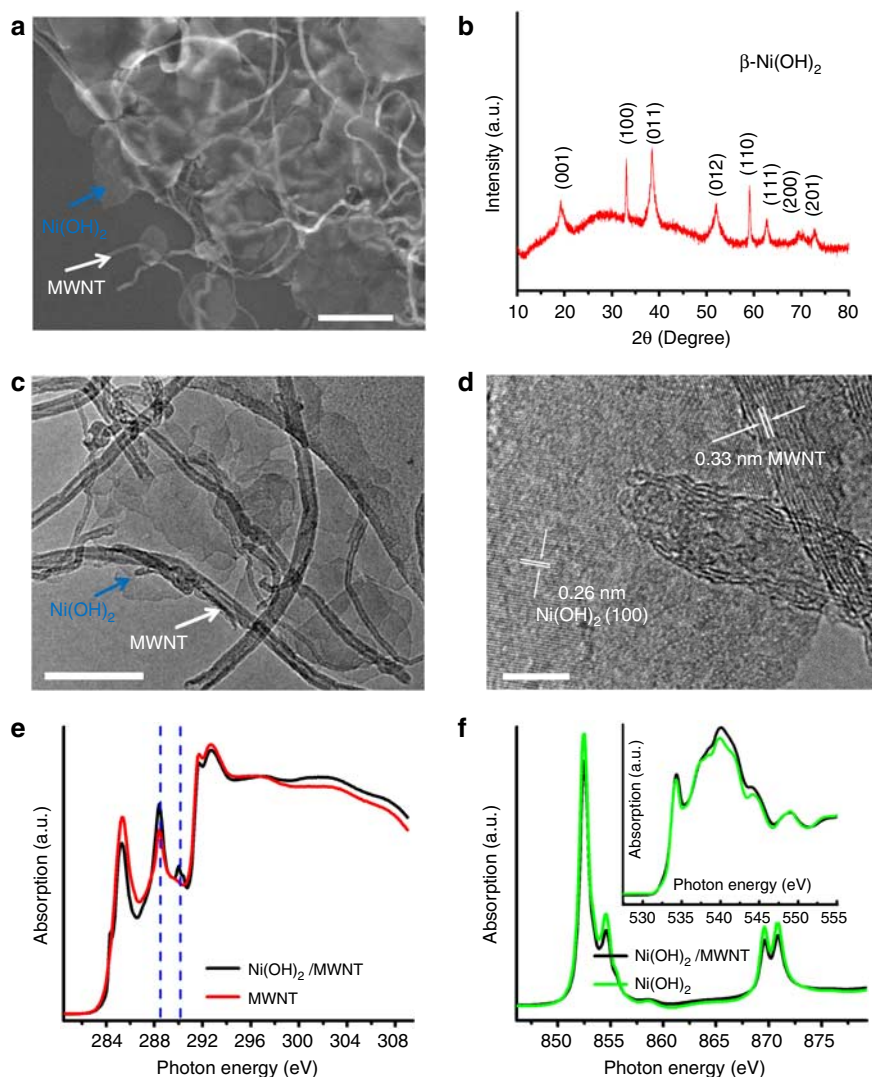 a
Ni(OH)₂
MWNT
b
β-Ni(OH)₂
Intensity (a.u.)
(001)
(100)
(011)
(012)
(110)
(111)
(200)
(201)
10 20 30 40 50 60 70 80
2θ (Degree)
c
Ni(OH)₂
MWNT
d
0.33 nm MWNT
0.26 nm
Ni(OH)₂ (100)
e
Absorption (a.u.)
Ni(OH)₂ /MWNT
MWNT
284 288 292 296 300 304 308
Photon energy (eV)
f
Absorption (a.u.)
Absorption (a.u.)
Photon energy (eV)
530 535 540 545 550 555
Ni(OH)₂ /MWNT
Ni(OH)₂
850 855 860 865 870 875
Photon energy (eV)